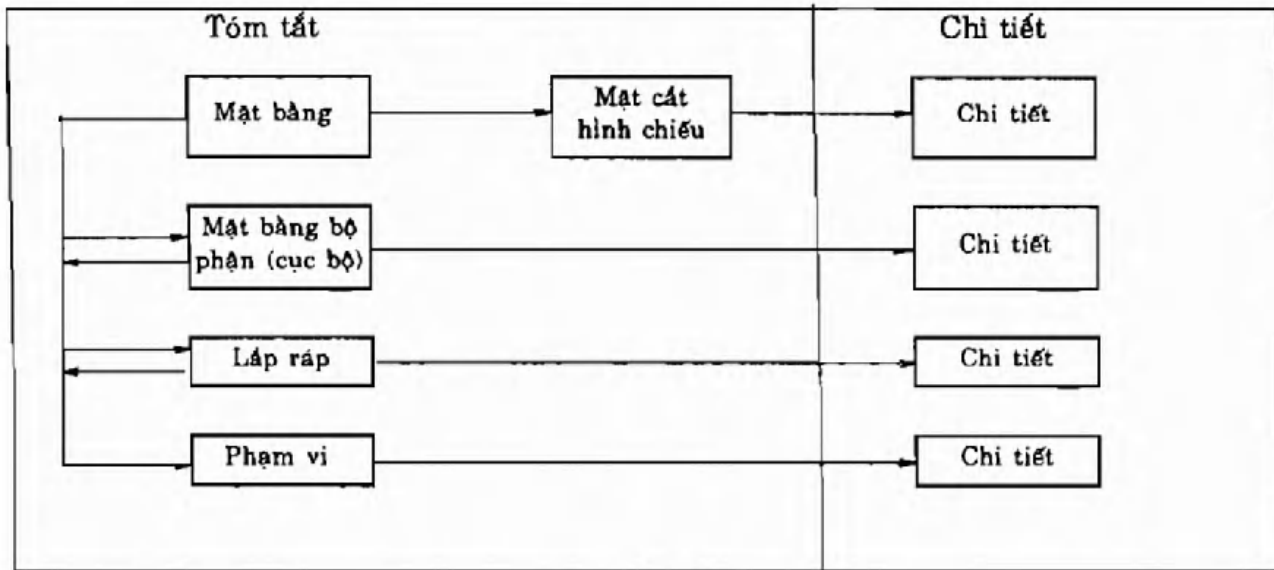 Tóm tắt
Chi tiết
Mặt bằng
Mặt cắt
hình chiếu
Chi tiết
Mặt bằng bộ
phận (cục bộ)
Chi tiết
Lắp ráp
Chi tiết
Phạm vi
Chi tiết